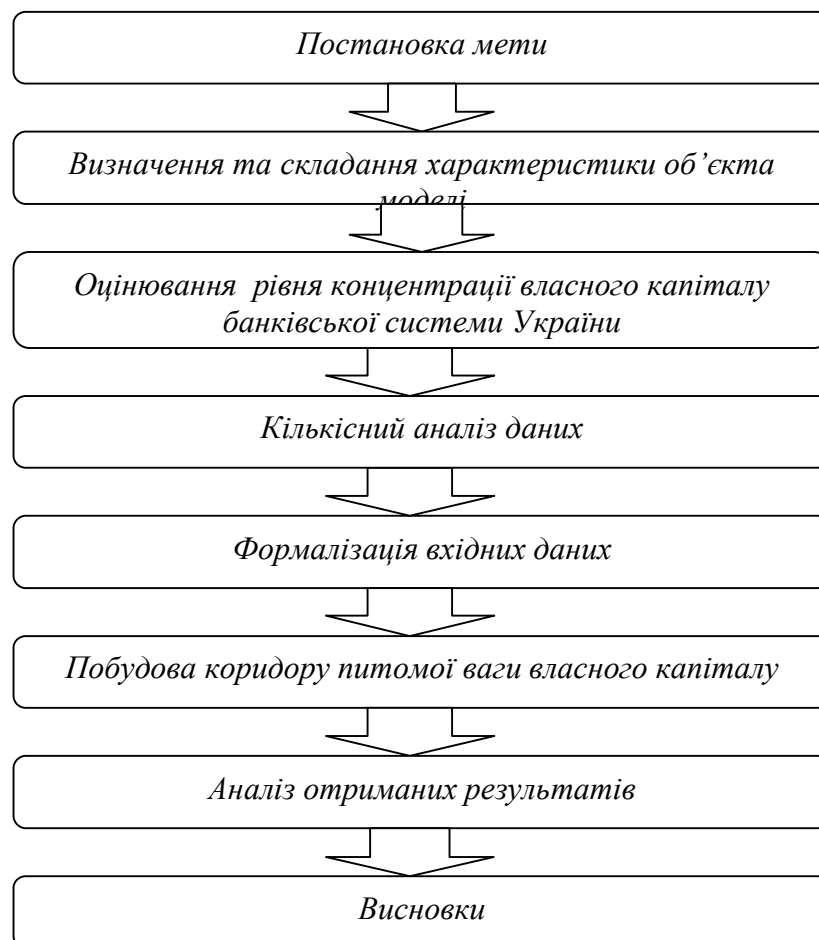 Постановка мети
Визначення та складання характеристики об’єкта
моделі
Оцінювання рівня концентрації власного капіталу
банківської системи України
Кількісний аналіз даних
Формалізація вхідних даних
Побудова коридору питомої ваги власного капіталу
Аналіз отриманих результатів
Висновки